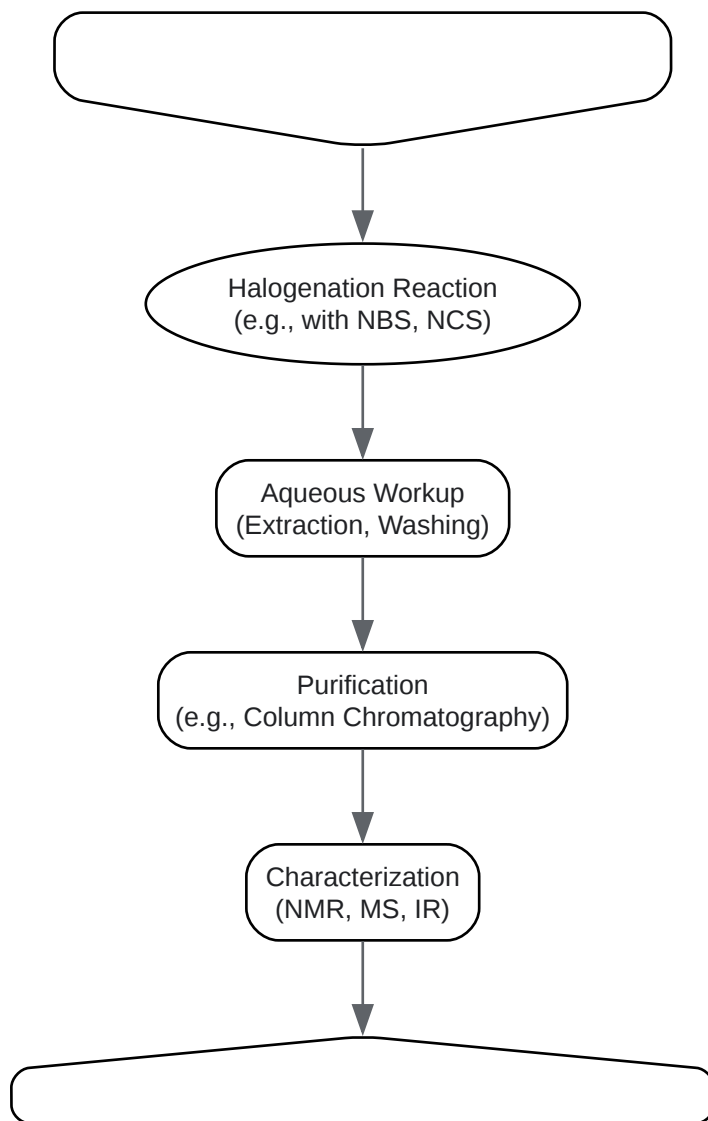 Halogenation Reaction
(e.g., with NBS, NCS)
Aqueous Workup
(Extraction, Washing)
Purification
(e.g., Column Chromatography)
Characterization
(NMR, MS, IR)